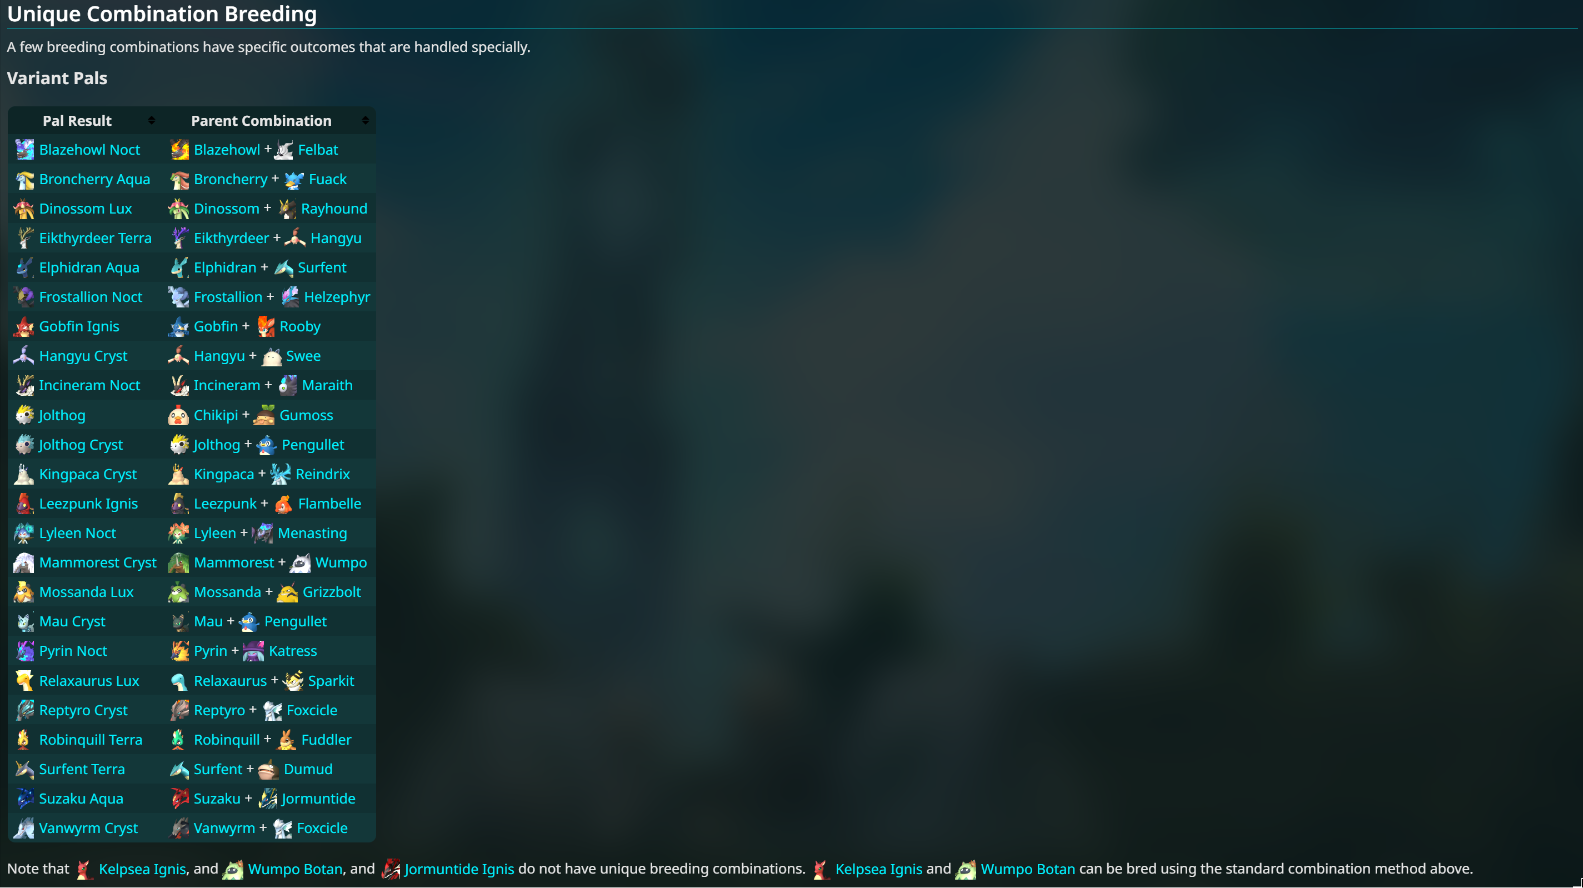 Unique Combination Breeding
A few breeding combinations have specific outcomes that are handled specially.
Variant Pals
Pal Result Parent Combination
Blazehowl Noct Blazehowl + Felbat
Broncherry Aqua Broncherry + Fuack
Dinossom Lux Dinossom + Rayhound
Eikthyrdeer Terra Eikthyrdeer + Hangyu
Elphidran Aqua Elphidran + Surfent
Frostallion Noct Frostallion + Helzephyr
Gobfin Ignis Gobfin + Rooby
Hangyu Cryst Hangyu + Swee
Incineram Noct Incineram + Maraith
Jolthog Chikipi + Gumoss
Jolthog Cryst Jolthog + Pengullet
Kingpaca Cryst Kingpaca + Reindrix
Leezpunk Ignis Leezpunk + Flambelle
Lyleen Noct Lyleen + Menasting
Mammorest Cryst Mammorest + Wumpo
Mossanda Lux Mossanda + Grizzbolt
Mau Cryst Mau + Pengullet
Pyrin Noct Pyrin + Katress
Relaxaurus Lux Relaxaurus + Sparkit
Reptyro Cryst Reptyro + Foxcicle
Robinquill Terra Robinquill + Fuddler
Surfent Terra Surfent + Dumud
Suzaku Aqua Suzaku + Jormuntide
Vanwyrm Cryst Vanwyrm + Foxcicle
Note that Kelpsea Ignis, and Wumpo Botan, and Jormuntide Ignis do not have unique breeding combinations. Kelpsea Ignis and Wumpo Botan can be bred using the standard combination method above.